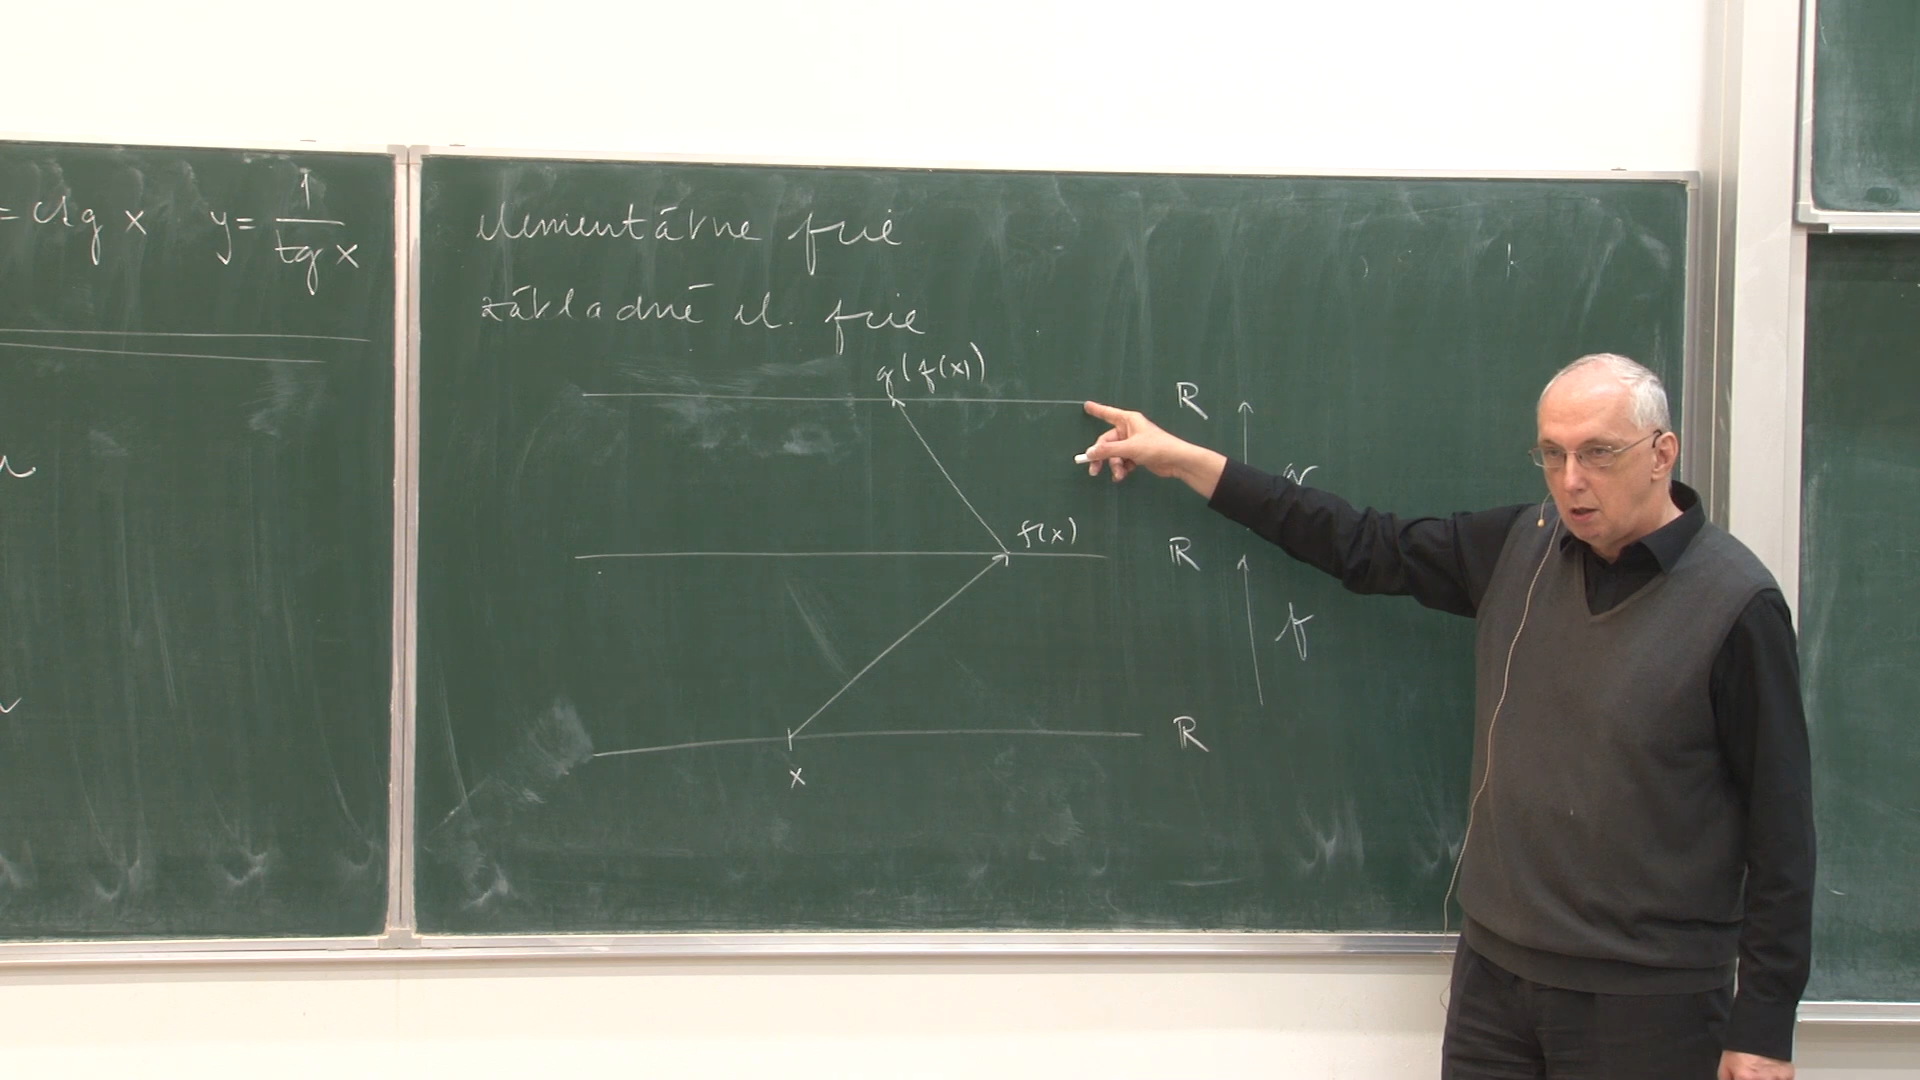 = ctg x y = 1/tg x
elementárne fcie
základné el. fcie
g(f(x))
R
g
f(x)
R
f
R
x